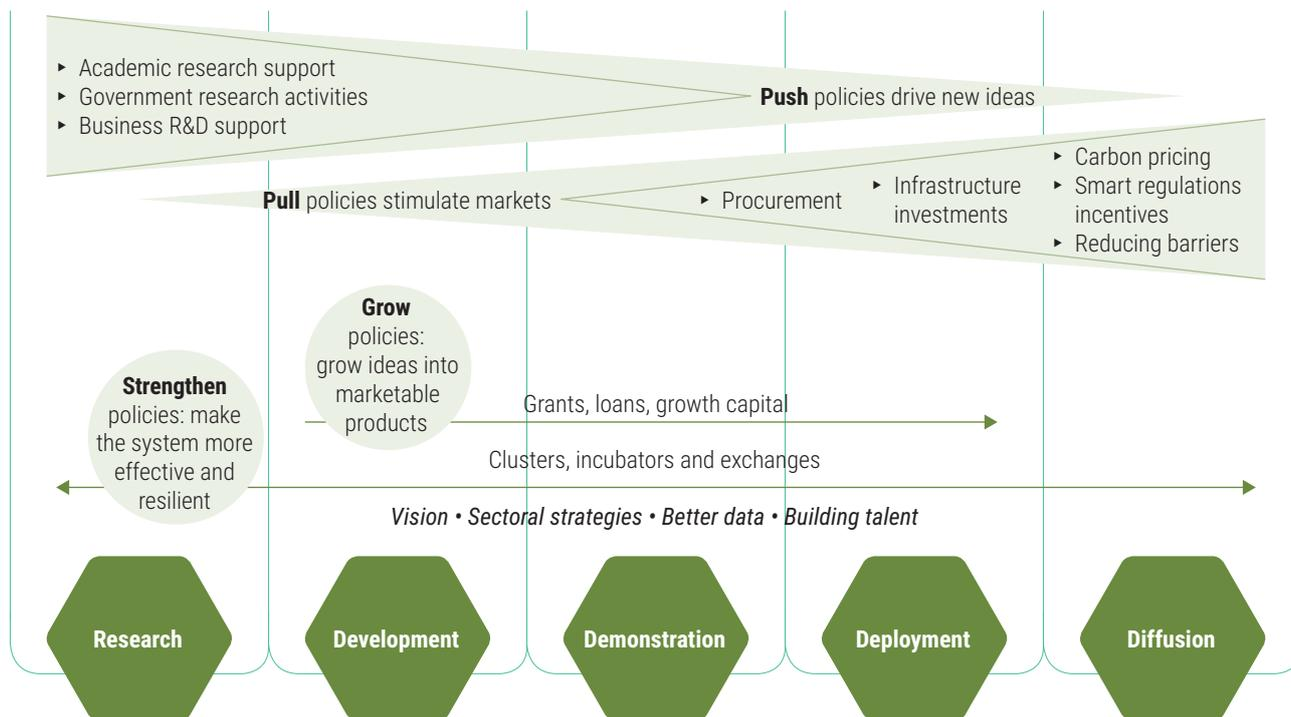 ▸ Academic research support
▸ Government research activities
▸ Business R&D support
Push policies drive new ideas
Pull policies stimulate markets
▸ Procurement
▸ Infrastructure
investments
▸ Carbon pricing
▸ Smart regulations
incentives
▸ Reducing barriers
Grow
policies:
grow ideas into
marketable
products
Grants, loans, growth capital
Strengthen
policies: make
the system more
effective and
resilient
Clusters, incubators and exchanges
Vision • Sectoral strategies • Better data • Building talent
Research
Development
Demonstration
Deployment
Diffusion